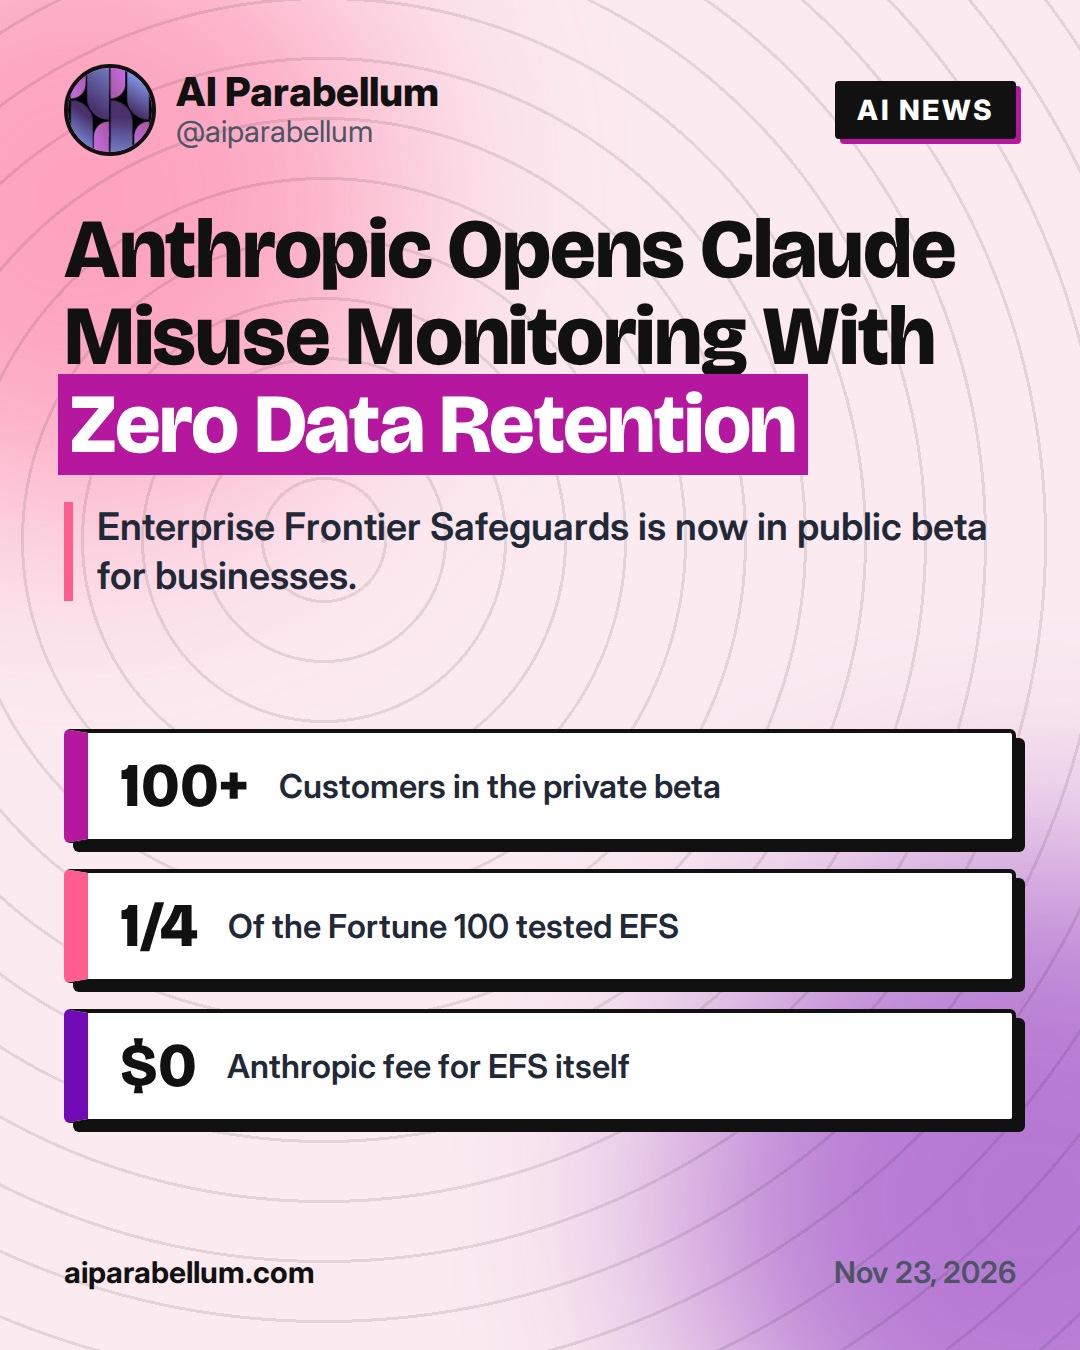 AI Parabellum
@aiparabellum
AI NEWS
Anthropic Opens Claude
Misuse Monitoring With
Zero Data Retention
Enterprise Frontier Safeguards is now in public beta
for businesses.
100+ Customers in the private beta
1/4 Of the Fortune 100 tested EFS
$0 Anthropic fee for EFS itself
aiparabellum.com
Nov 23, 2026